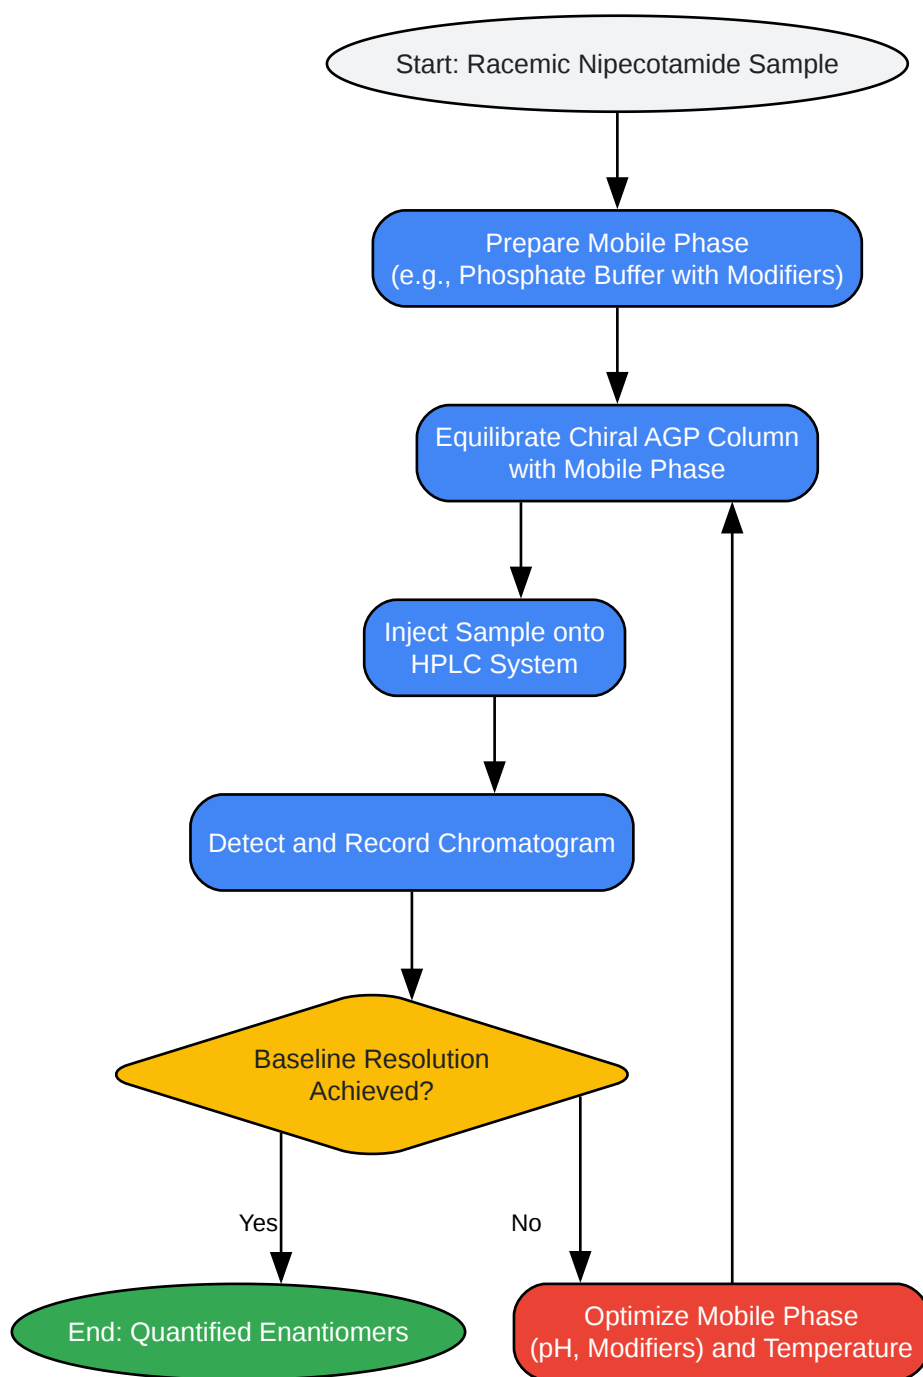 Start: Racemic Nipecotamide Sample
Prepare Mobile Phase
(e.g., Phosphate Buffer with Modifiers)
Equilibrate Chiral AGP Column
with Mobile Phase
Inject Sample onto
HPLC System
Detect and Record Chromatogram
Baseline Resolution
Achieved?
Yes
No
End: Quantified Enantiomers
Optimize Mobile Phase
(pH, Modifiers) and Temperature